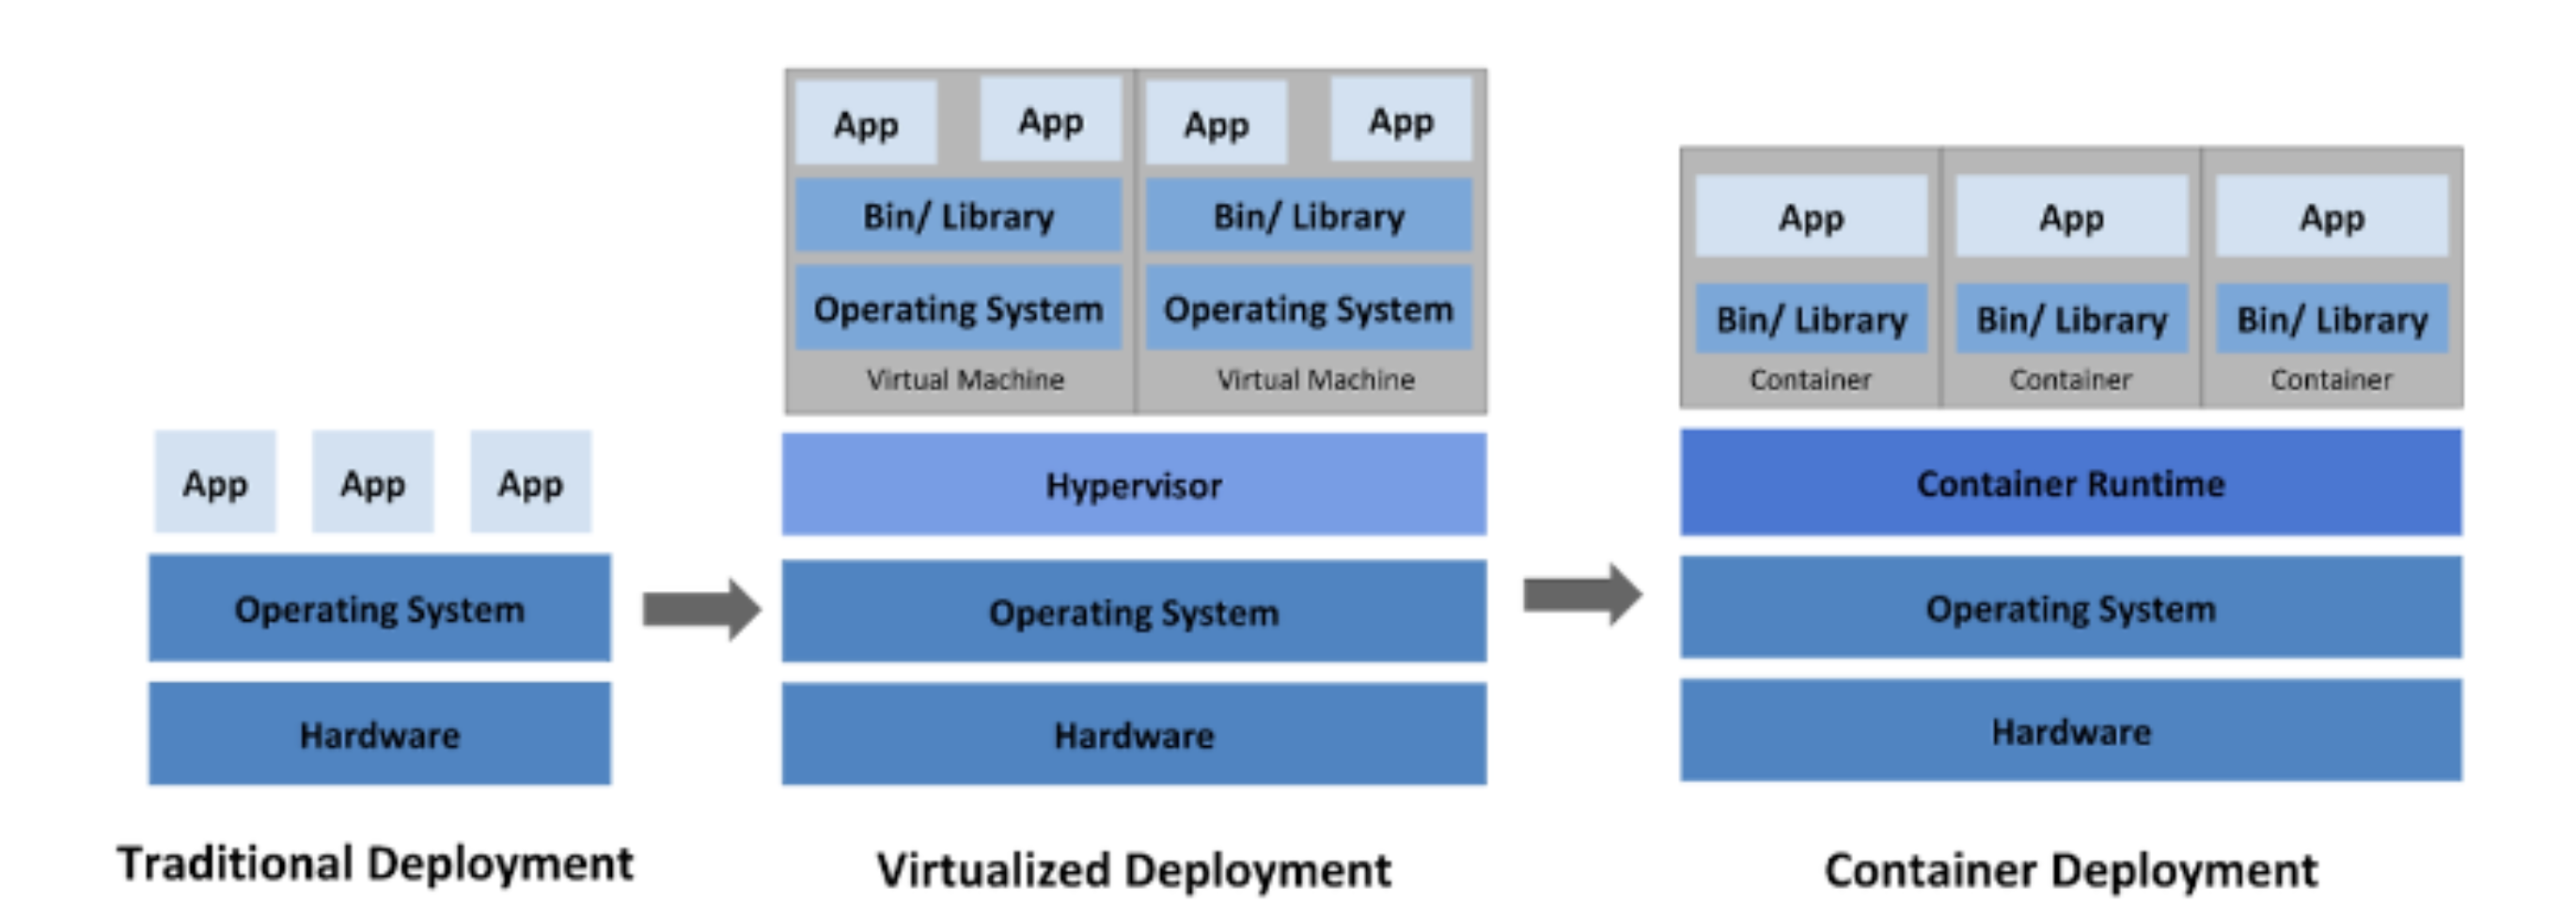 App App App
Operating System
Hardware
Traditional Deployment
App App App App
Bin/ Library Bin/ Library
Operating System Operating System
Virtual Machine Virtual Machine
Hypervisor
Operating System
Hardware
Virtualized Deployment
App App App
Bin/ Library Bin/ Library Bin/ Library
Container Container Container
Container Runtime
Operating System
Hardware
Container Deployment